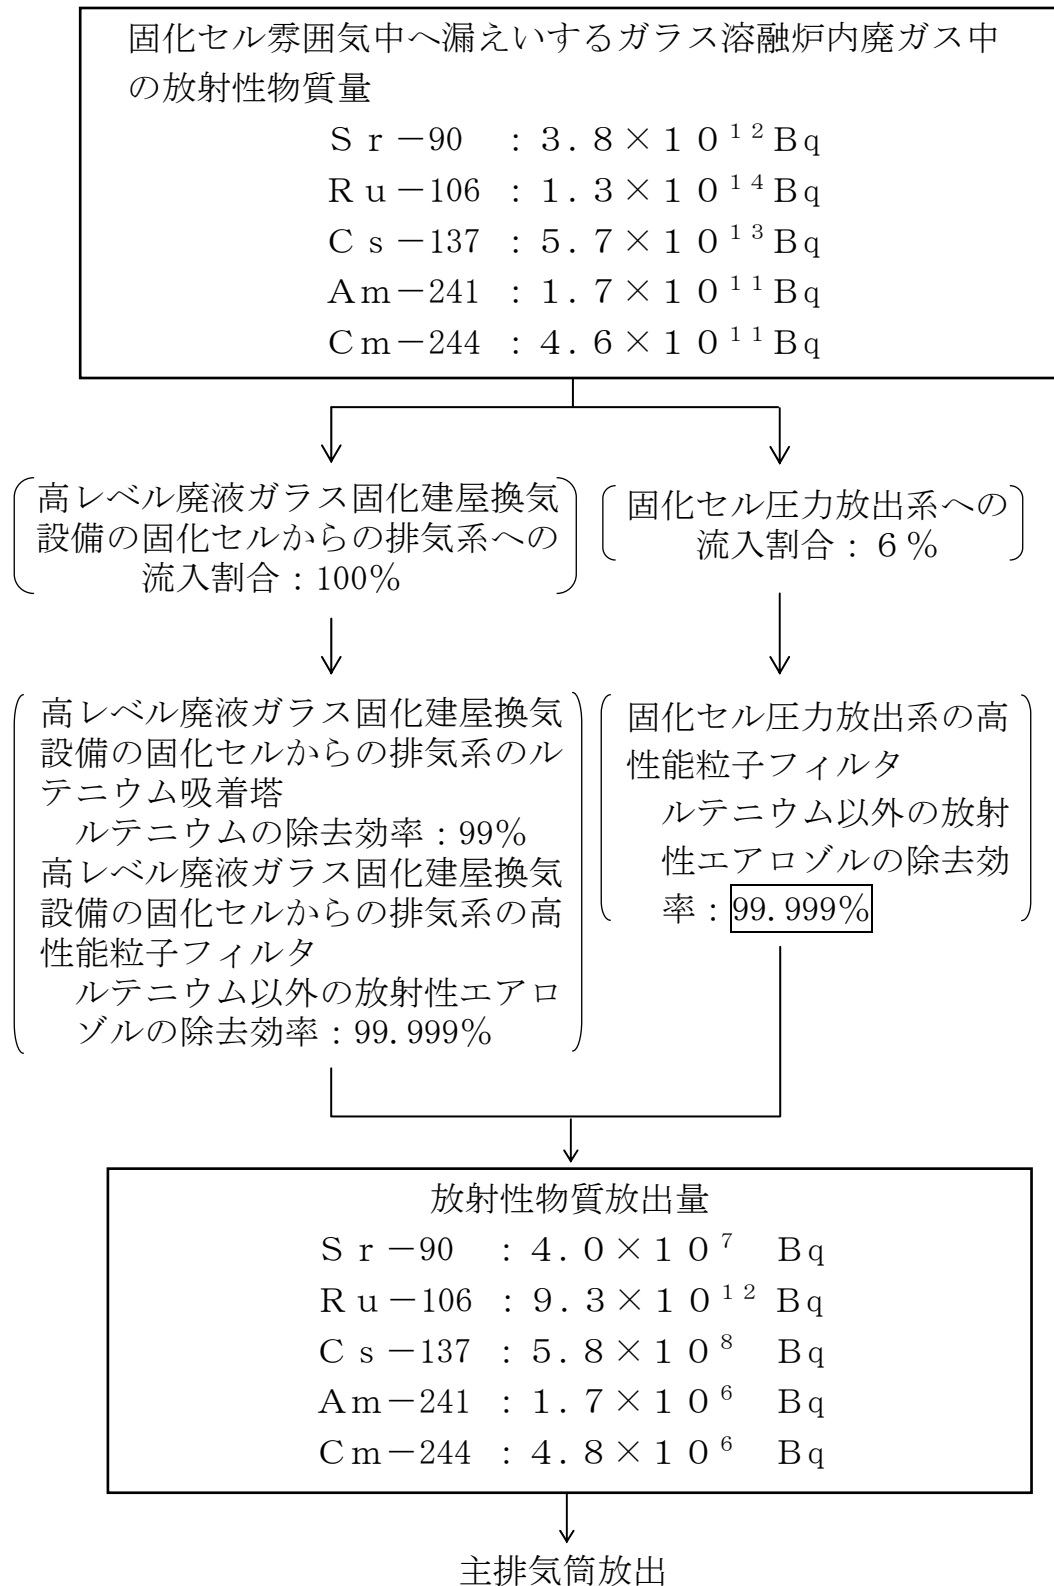 固化セル雰囲気中へ漏えいするガラス溶融炉内廃ガス中
の放射性物質量
Ｓｒ－90 ：３.８×１０¹²Bq
Ｒｕ－106 ：１.３×１０¹⁴Bq
Ｃｓ－137 ：５.７×１０¹³Bq
Ａｍ－241 ：１.７×１０¹¹Bq
Ｃｍ－244 ：４.６×１０¹¹Bq
高レベル廃液ガラス固化建屋換気
設備の固化セルからの排気系への
流入割合：100％
固化セル圧力放出系への
流入割合：６％
高レベル廃液ガラス固化建屋換気
設備の固化セルからの排気系のル
テニウム吸着塔
ルテニウムの除去効率：99％
高レベル廃液ガラス固化建屋換気
設備の固化セルからの排気系の高
性能粒子フィルタ
ルテニウム以外の放射性エアロ
ゾルの除去効率：99.999％
固化セル圧力放出系の高
性能粒子フィルタ
ルテニウム以外の放射
性エアロゾルの除去効
率：99.999％
放射性物質放出量
Ｓｒ－90 ：４.０×１０⁷ Bq
Ｒｕ－106 ：９.３×１０¹² Bq
Ｃｓ－137 ：５.８×１０⁸ Bq
Ａｍ－241 ：１.７×１０⁶ Bq
Ｃｍ－244 ：４.８×１０⁶ Bq
主排気筒放出